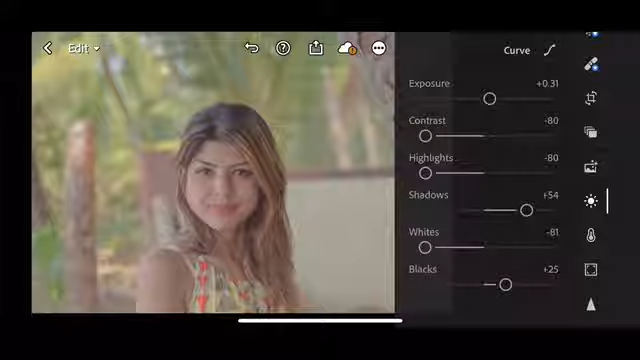 Edit
Curve
Exposure +0.31
Contrast -80
Highlights -80
Shadows +54
Whites -81
Blacks +25